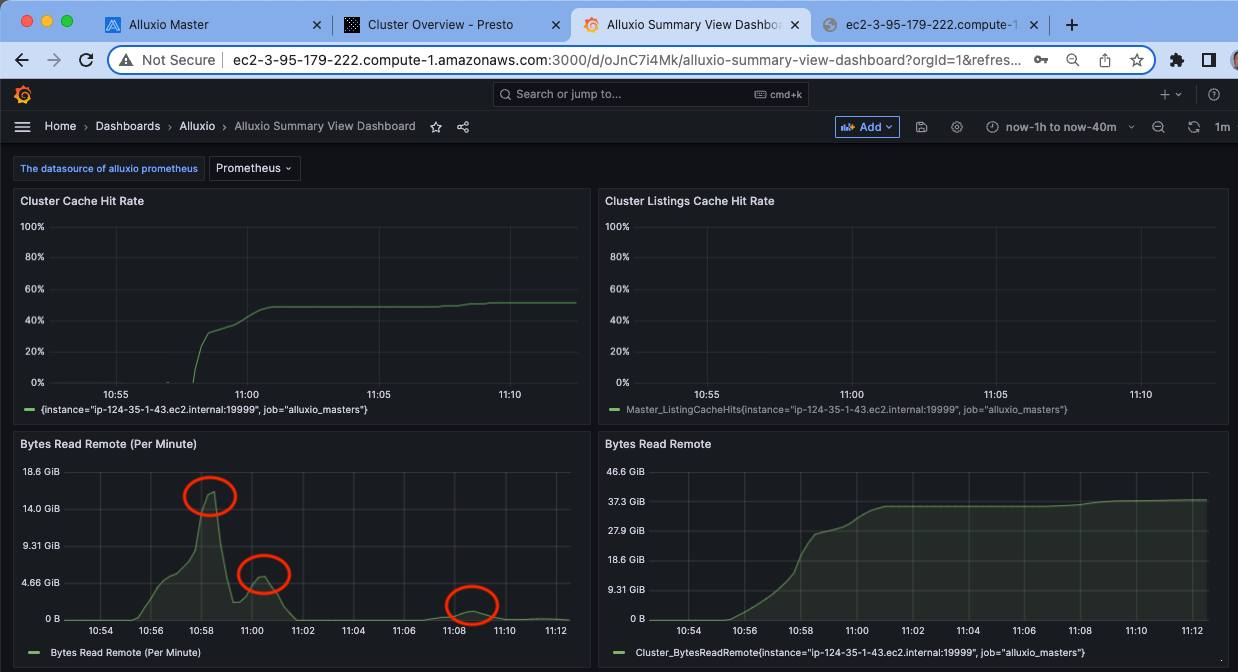 Alluxio Master
Cluster Overview - Presto
Alluxio Summary View Dashboa
ec2-3-95-179-222.compute-1.
Not Secure
ec2-3-95-179-222.compute-1.amazonaws.com:3000/d/oJnC7i4Mk/alluxio-summary-view-dashboard?orgId=1&refres...
Search or jump to...
cmd+k
Home › Dashboards › Alluxio › Alluxio Summary View Dashboard
Add
now-1h to now-40m
1m
The datasource of alluxio prometheus
Prometheus
Cluster Cache Hit Rate
100%
80%
60%
40%
20%
0%
10:55 11:00 11:05 11:10
{instance="ip-124-35-1-43.ec2.internal:19999", job="alluxio_masters"}
Cluster Listings Cache Hit Rate
100%
80%
60%
40%
20%
0%
10:55 11:00 11:05 11:10
Master_ListingCacheHits{instance="ip-124-35-1-43.ec2.internal:19999", job="alluxio_masters"}
Bytes Read Remote (Per Minute)
18.6 GiB
14.0 GiB
9.31 GiB
4.66 GiB
0 B
10:54 10:56 10:58 11:00 11:02 11:04 11:06 11:08 11:10 11:12
Bytes Read Remote (Per Minute)
Bytes Read Remote
46.6 GiB
37.3 GiB
27.9 GiB
18.6 GiB
9.31 GiB
0 B
10:54 10:56 10:58 11:00 11:02 11:04 11:06 11:08 11:10 11:12
Cluster_BytesReadRemote{instance="ip-124-35-1-43.ec2.internal:19999", job="alluxio_masters"}